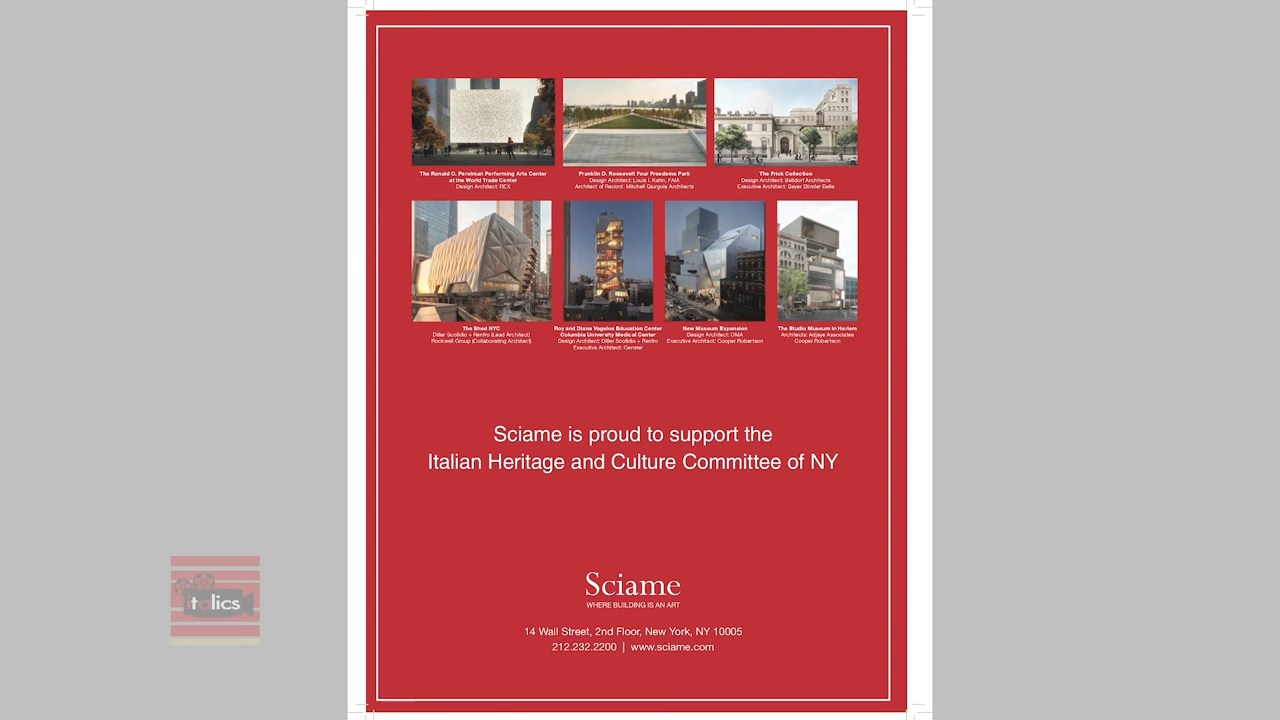 The Ronald O. Perelman Performing Arts Center
at the World Trade Center
Design Architect: REX
Franklin D. Roosevelt Four Freedoms Park
Design Architect: Louis I. Kahn, FAIA
Architect of Record: Mitchell Giurgola Architects
The Frick Collection
Design Architect: Selldorf Architects
Executive Architect: Beyer Blinder Belle
The Shed NYC
Diller Scofidio + Renfro (Lead Architect)
Rockwell Group (Collaborating Architect)
Roy and Diana Vagelos Education Center
Columbia University Medical Center
Design Architect: Diller Scofidio + Renfro
Executive Architect: Gensler
New Museum Expansion
Design Architect: OMA
Executive Architect: Cooper Robertson
The Studio Museum in Harlem
Architects: Adjaye Associates
Cooper Robertson
Sciame is proud to support the
Italian Heritage and Culture Committee of NY
Sciame
WHERE BUILDING IS AN ART
14 Wall Street, 2nd Floor, New York, NY 10005
212.232.2200 | www.sciame.com
italics